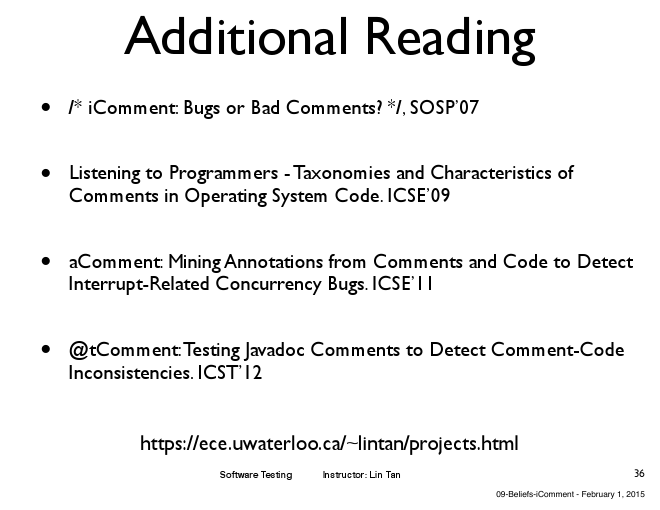 Additional Reading
• /* iComment: Bugs or Bad Comments? */, SOSP’07
• Listening to Programmers - Taxonomies and Characteristics of
Comments in Operating System Code. ICSE’09
• aComment: Mining Annotations from Comments and Code to Detect
Interrupt-Related Concurrency Bugs. ICSE’11
• @tComment: Testing Javadoc Comments to Detect Comment-Code
Inconsistencies. ICST’12
https://ece.uwaterloo.ca/~lintan/projects.html
Software Testing Instructor: Lin Tan 36
09-Beliefs-iComment - February 1, 2015